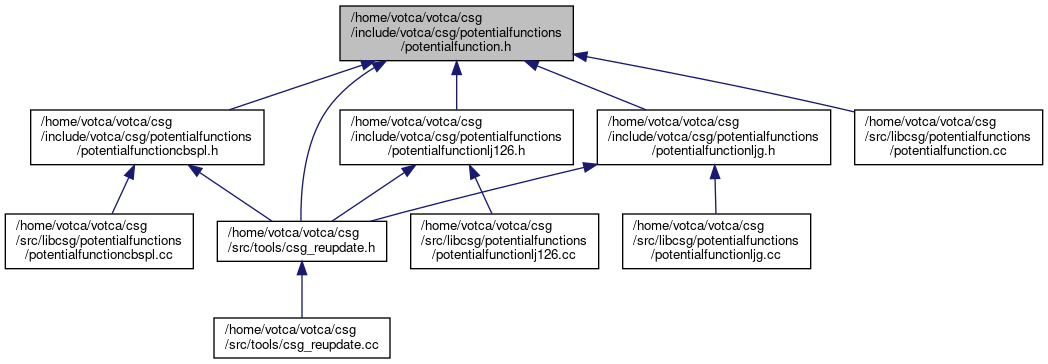 /home/votca/votca/csg
/include/votca/csg/potentialfunctions
/potentialfunction.h
/home/votca/votca/csg
/include/votca/csg/potentialfunctions
/potentialfunctioncbspl.h
/home/votca/votca/csg
/include/votca/csg/potentialfunctions
/potentialfunctionlj126.h
/home/votca/votca/csg
/include/votca/csg/potentialfunctions
/potentialfunctionljg.h
/home/votca/votca/csg
/src/libcsg/potentialfunctions
/potentialfunction.cc
/home/votca/votca/csg
/src/libcsg/potentialfunctions
/potentialfunctioncbspl.cc
/home/votca/votca/csg
/src/tools/csg_reupdate.h
/home/votca/votca/csg
/src/libcsg/potentialfunctions
/potentialfunctionlj126.cc
/home/votca/votca/csg
/src/libcsg/potentialfunctions
/potentialfunctionljg.cc
/home/votca/votca/csg
/src/tools/csg_reupdate.cc